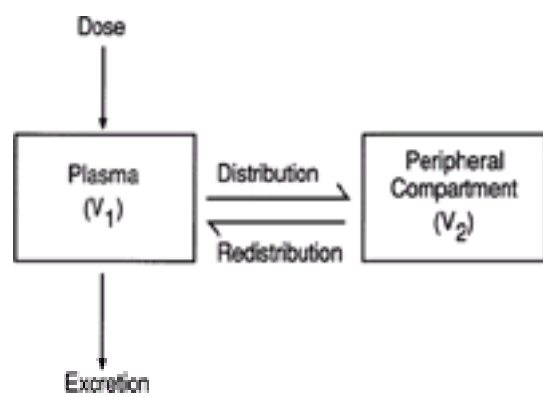 Dose
Plasma
(V1)
Distribution
Redistribution
Peripheral
Compartment
(V2)
Excretion